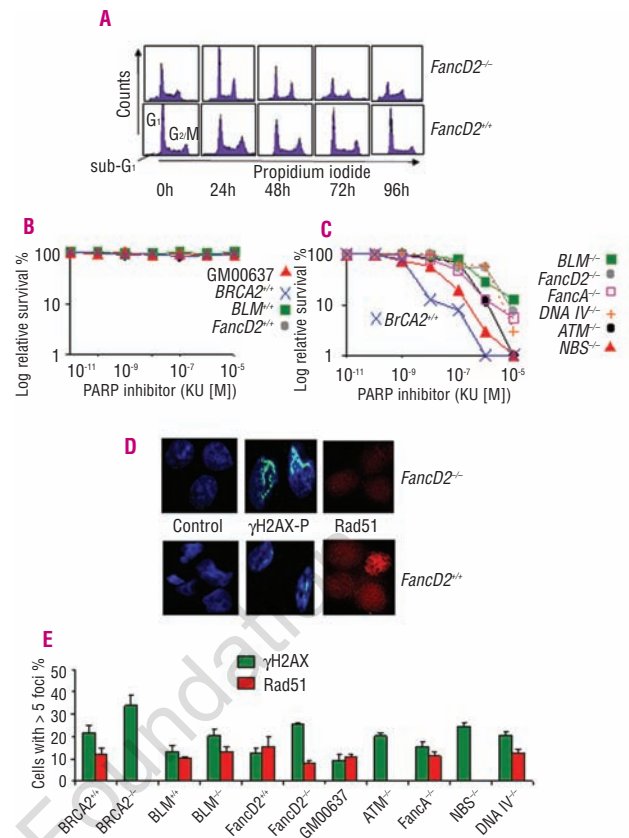 A
Counts
G1
G2/M
sub-G1
Propidium iodide
0h 24h 48h 72h 96h
FancD2-/-
FancD2+/+
B
Log relative survival %
100
10
1
10-11 10-9 10-7 10-5
PARP inhibitor (KU [M])
GM00637
BRCA2+/+
BLM+/+
FancD2+/+
C
Log relative survival %
100
10
1
BrCA2+/+
10-11 10-9 10-7 10-5
PARP inhibitor (KU [M])
BLM-/-
FancD2-/-
FancA-/-
DNA IV-/-
ATM-/-
NBS-/-
D
FancD2-/-
Control γH2AX-P Rad51
FancD2+/+
E
Cells with > 5 foci %
50
40
30
20
10
0
γH2AX
Rad51
BRCA2+/+ BRCA2-/- BLM+/+ BLM-/- FancD2+/+ FancD2-/- GM00637 ATM-/- FancA-/- NBS-/- DNA IV-/-
Foundation